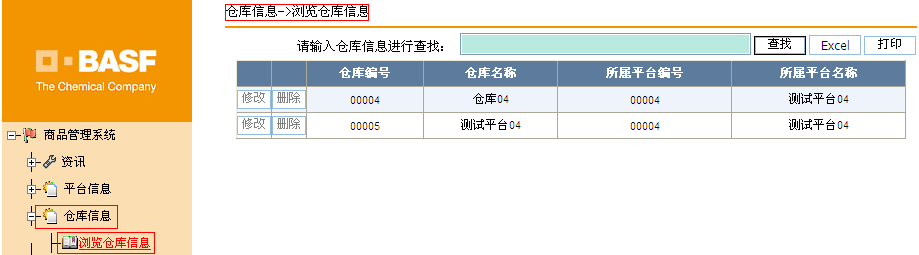 BASF
The Chemical Company
商品管理系统
资讯
平台信息
仓库信息
浏览仓库信息
仓库信息->浏览仓库信息
请输入仓库信息进行查找： 查找 Excel 打印
仓库编号 仓库名称 所属平台编号 所属平台名称
修改 删除 00004 仓库04 00004 测试平台04
修改 删除 00005 测试平台04 00004 测试平台04